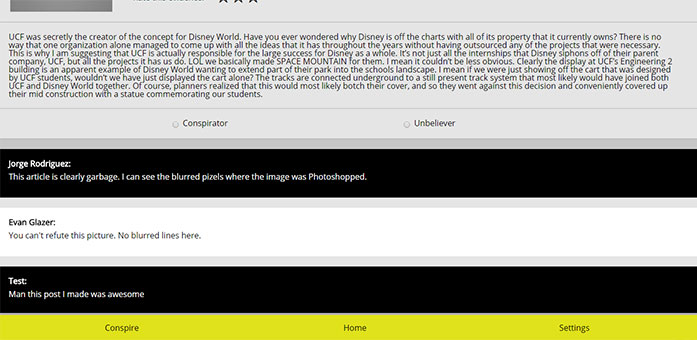 UCF was secretly the creator of the concept for Disney World. Have you ever wondered why Disney is off the charts with all of its property that it currently owns? There is no
way that one organization alone managed to come up with all the ideas that it has throughout the years without having outsourced any of the projects that were necessary.
This is why I am suggesting that UCF is actually responsible for the large success for Disney as a whole. It's not just all the internships that Disney siphons off of their parent
company, UCF, but all the projects it has us do. LOL we basically made SPACE MOUNTAIN for them. I mean it couldn't be less obvious. Clearly the display at UCF's Engineering 2
building is an apparent example of Disney World wanting to extend part of their park into the schools landscape. I mean if we were just showing off the cart that was designed
by UCF students, wouldn't we have just displayed the cart alone? The tracks are connected underground to a still present track system that most likely would have joined both
UCF and Disney World together. Of course, planners realized that this would most likely botch their cover, and so they went against this decision and conveniently covered up
their mid construction with a statue commemorating our students.
Conspirator Unbeliever
Jorge Rodriguez:
This article is clearly garbage. I can see the blurred pizels where the image was Photoshopped.
Evan Glazer:
You can't refute this picture. No blurred lines here.
Test:
Man this post I made was awesome
Conspire Home Settings